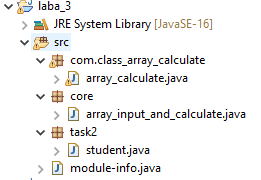 laba_3
JRE System Library [JavaSE-16]
src
com.class_array_calculate
array_calculate.java
core
array_input_and_calculate.java
task2
student.java
module-info.java